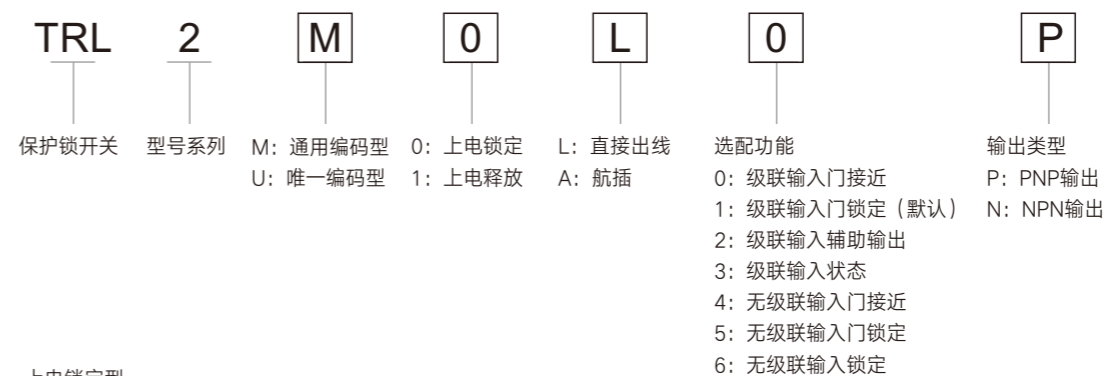 TRL 2 M 0 L 0 P
保护锁开关 型号系列 M: 通用编码型 0: 上电锁定 L: 直接出线 选配功能 输出类型
U: 唯一编码型 1: 上电释放 A: 航插 0: 级联输入门接近 P: PNP输出
1: 级联输入门锁定（默认） N: NPN输出
2: 级联输入辅助输出
3: 级联输入状态
4: 无级联输入门接近
5: 无级联输入门锁定
6: 无级联输入锁定
上电锁定型